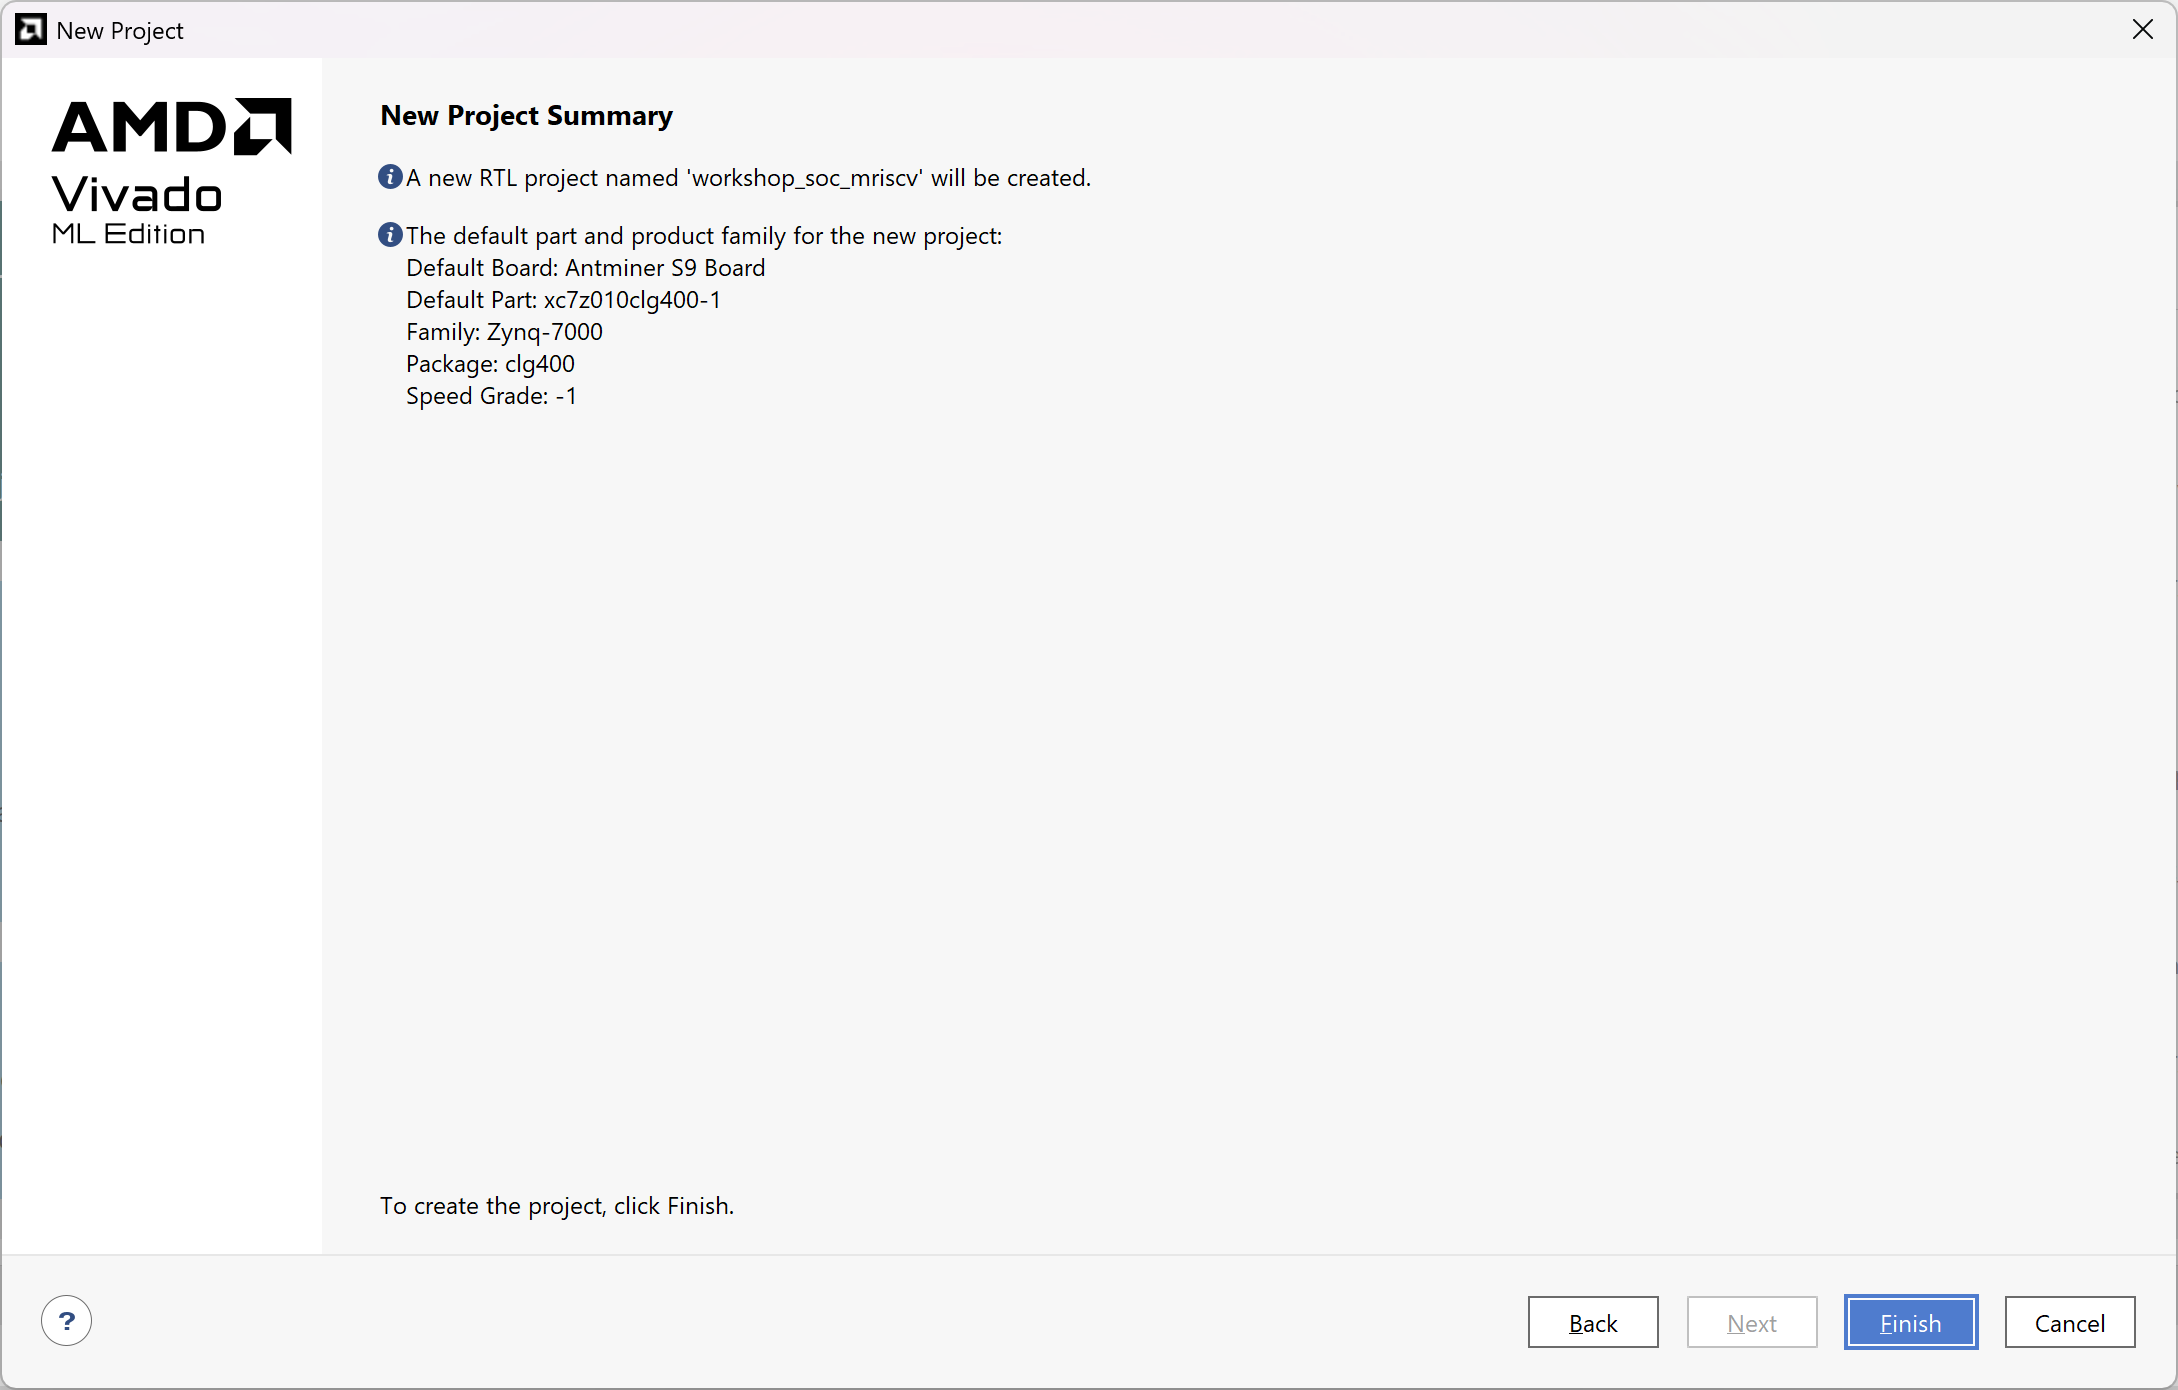 New Project
AMD
Vivado
ML Edition
New Project Summary
A new RTL project named 'workshop_soc_mriscv' will be created.
The default part and product family for the new project:
Default Board: Antminer S9 Board
Default Part: xc7z010clg400-1
Family: Zynq-7000
Package: clg400
Speed Grade: -1
To create the project, click Finish.
?
Back
Next
Finish
Cancel